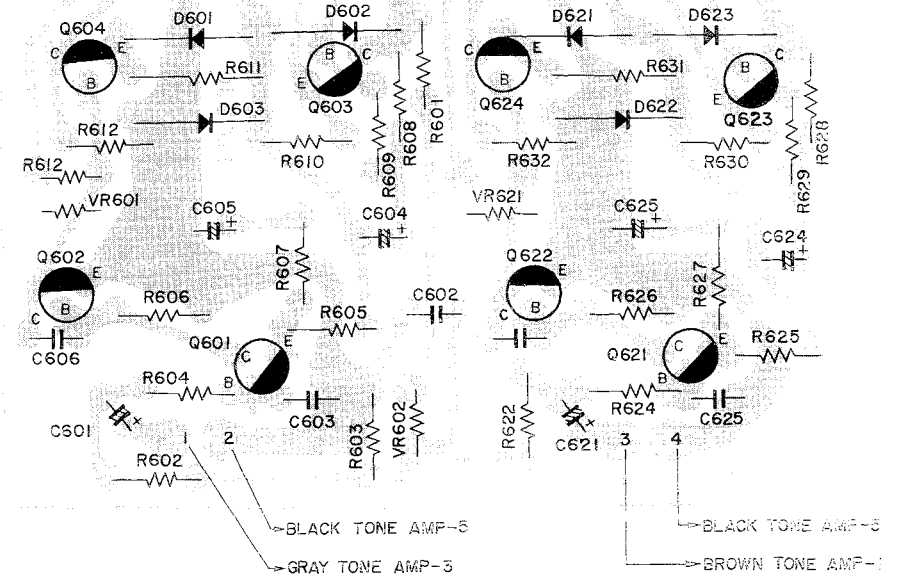 D601
D602
D621
D623
Q604
C
E
B
R611
B
C
E
Q603
R601
C
E
B
Q624
R631
B
C
E
Q623
R628
D603
R608
R609
D622
R629
R612
R610
R632
R630
R612
VR601
C605
+
C604
+
VR621
C625
+
C624
+
Q602
E
B
C
R607
Q622
E
B
C
R627
R606
R605
C602
R626
C606
Q601
C
E
B
Q621
C
E
B
R625
R604
C603
R624
C625
C601
+
1
2
R603
VR602
R622
C621
+
3
4
R602
BLACK TONE AMP-5
BLACK TONE AMP-
GRAY TONE AMP-3
BROWN TONE AMP-